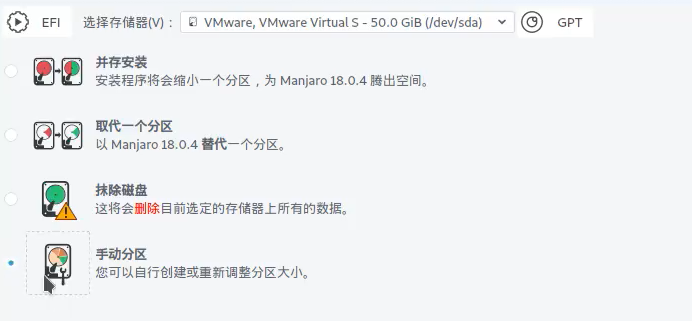 EFI 选择存储器(V)： VMware, VMware Virtual S - 50.0 GiB (/dev/sda) GPT
并存安装
安装程序将会缩小一个分区，为 Manjaro 18.0.4 腾出空间。
取代一个分区
以 Manjaro 18.0.4 替代一个分区。
抹除磁盘
这将会删除目前选定的存储器上所有的数据。
手动分区
您可以自行创建或重新调整分区大小。